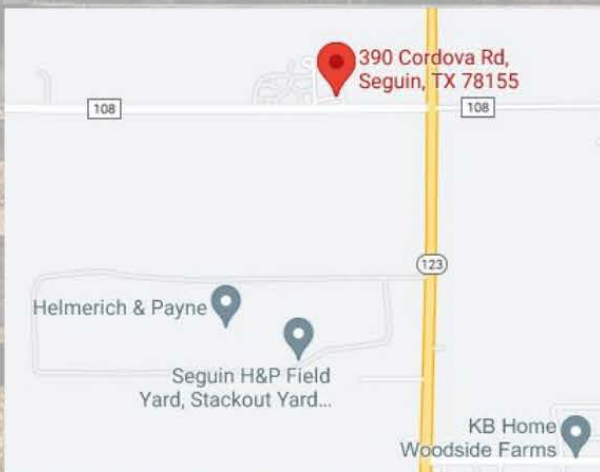 390 Cordova Rd,
Seguin, TX 78155
108
108
123
Helmerich & Payne
Seguin H&P Field
Yard, Stackout Yard...
KB Home
Woodside Farms